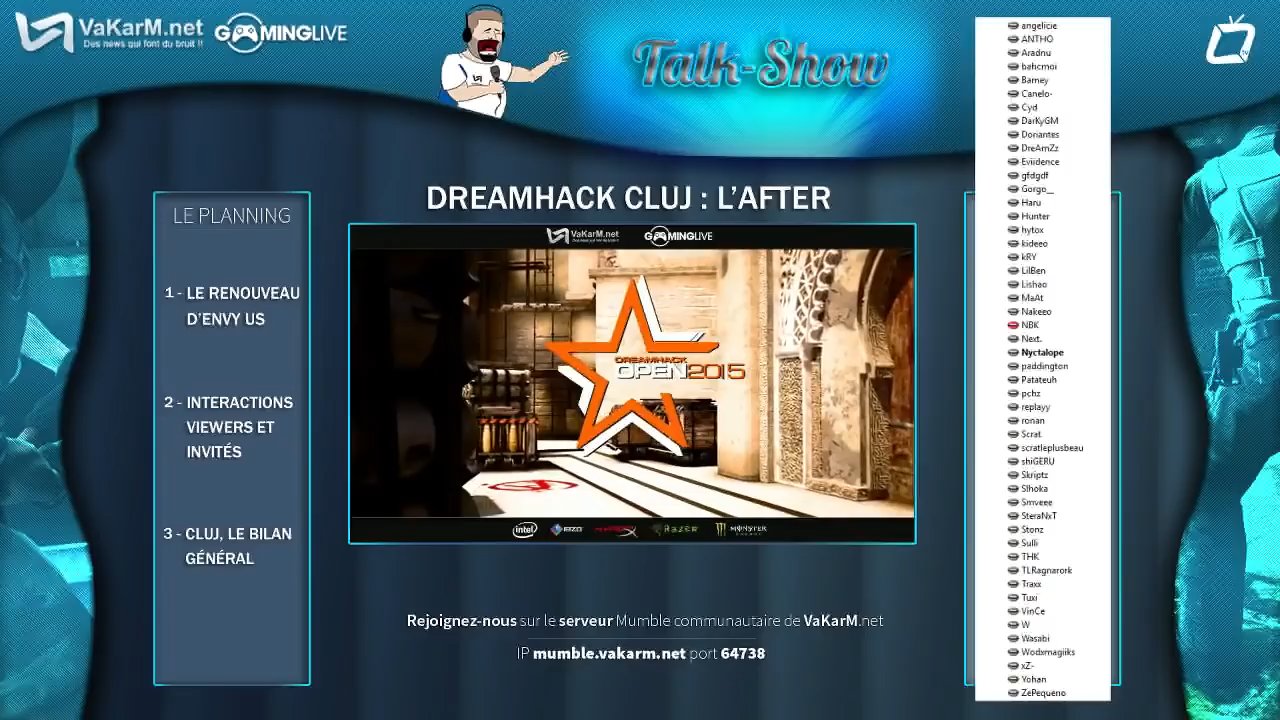 VaKarM.net
Des news qui font du bruit !!
GAMINGLIVE
Talk-Show
LE PLANNING
1 - LE RENOUVEAU
D'ENVY US
2 - INTERACTIONS
VIEWERS ET
INVITÉS
3 - CLUJ, LE BILAN
GÉNÉRAL
DREAMHACK CLUJ : L'AFTER
VaKarM.net
GAMINGLIVE
DREAMHACK
OPEN2015
intel
EIZO
RAZER
MONSTER
Rejoignez-nous sur le serveur Mumble communautaire de VaKarM.net
IP mumble.vakarm.net port 64738
angelicie
ANTHO
Aradnu
bahcmoi
Barney
Canelo-
Cyd
DarKyGM
Doriantes
DreAmZz
Eviidence
gfdgdf
Gorgo__
Haru
Hunter
hytox
kideeo
kRY
LilBen
Lishao
MaAt
Nakeeo
NBK
Next.
Nyctalope
paddington
Patateuh
pchz
replayy
ronan
Scrat
scratleplusbeau
shiGERU
Skriptz
Slhoka
Smveee
SteraNxT
Stonz
Sulli
THK
TLRagnarork
Traxx
Tuxi
VinCe
W
Wasabi
Wodxmagiiks
xZ-
Yohan
ZePequeno